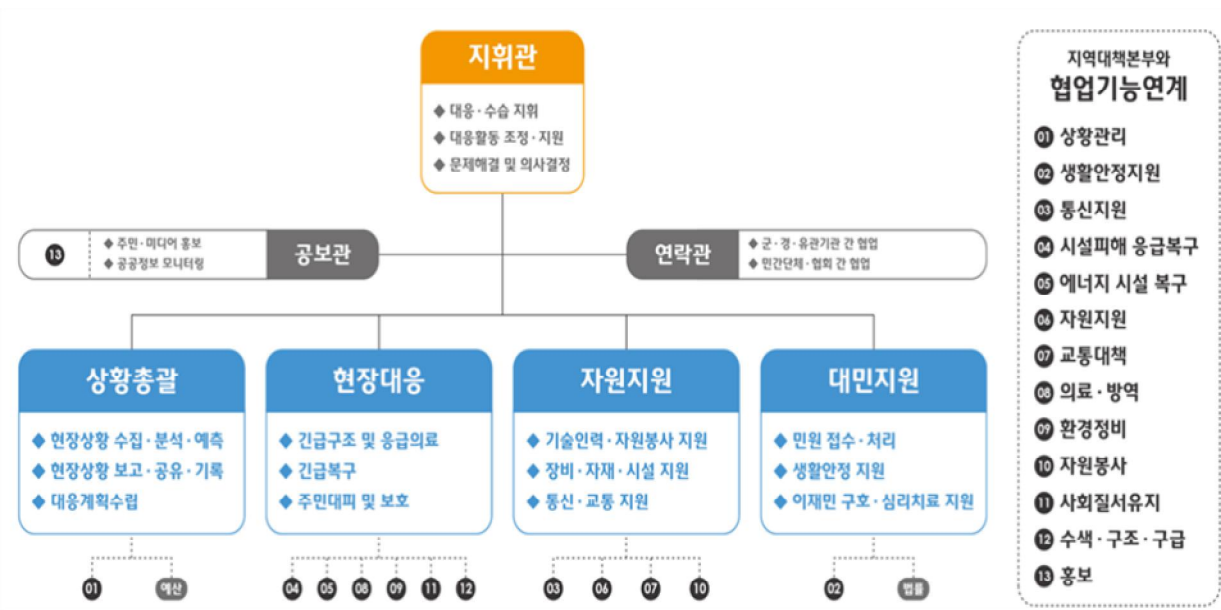 지휘관
◆ 대응·수습 지휘
◆ 대응활동 조정·지원
◆ 문제해결 및 의사결정
13
◆ 주민·미디어 홍보
◆ 공공정보 모니터링
공보관
연락관
◆ 군·경·유관기관 간 협업
◆ 민간단체·협회 간 협업
상황총괄
◆ 현장상황 수집·분석·예측
◆ 현장상황 보고·공유·기록
◆ 대응계획수립
01 예산
현장대응
◆ 긴급구조 및 응급의료
◆ 긴급복구
◆ 주민대피 및 보호
04 05 08 09 11 12
자원지원
◆ 기술인력·자원봉사 지원
◆ 장비·자재·시설 지원
◆ 통신·교통 지원
03 06 07 10
대민지원
◆ 민원 접수·처리
◆ 생활안정 지원
◆ 이재민 구호·심리치료 지원
02 법률
지역대책본부와
협업기능연계
01 상황관리
02 생활안정지원
03 통신지원
04 시설피해 응급복구
05 에너지 시설 복구
06 자원지원
07 교통대책
08 의료·방역
09 환경정비
10 자원봉사
11 사회질서유지
12 수색·구조·구급
13 홍보